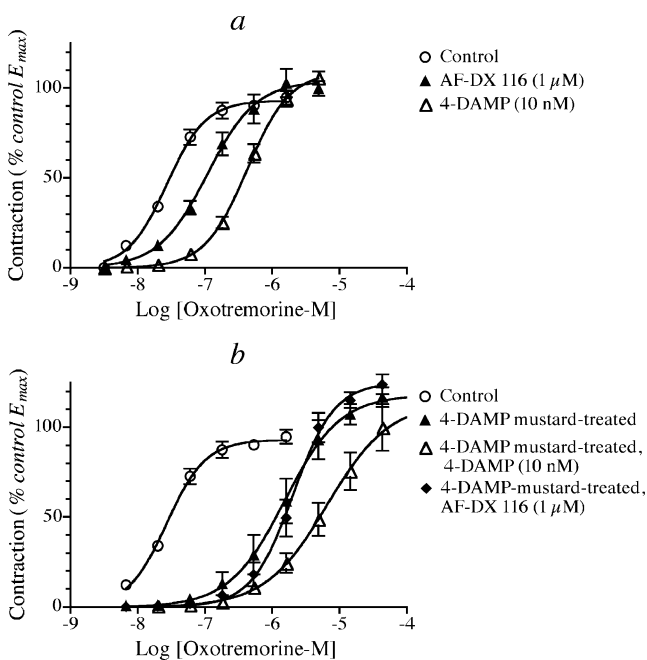 a
Contraction (% control Emax)
100
50
0
-9 -8 -7 -6 -5 -4
Log [Oxotremorine-M]
Control
AF-DX 116 (1 µM)
4-DAMP (10 nM)
b
Contraction (% control Emax)
100
50
0
-9 -8 -7 -6 -5 -4
Log [Oxotremorine-M]
Control
4-DAMP mustard-treated
4-DAMP mustard-treated,
4-DAMP (10 nM)
4-DAMP-mustard-treated,
AF-DX 116 (1 µM)